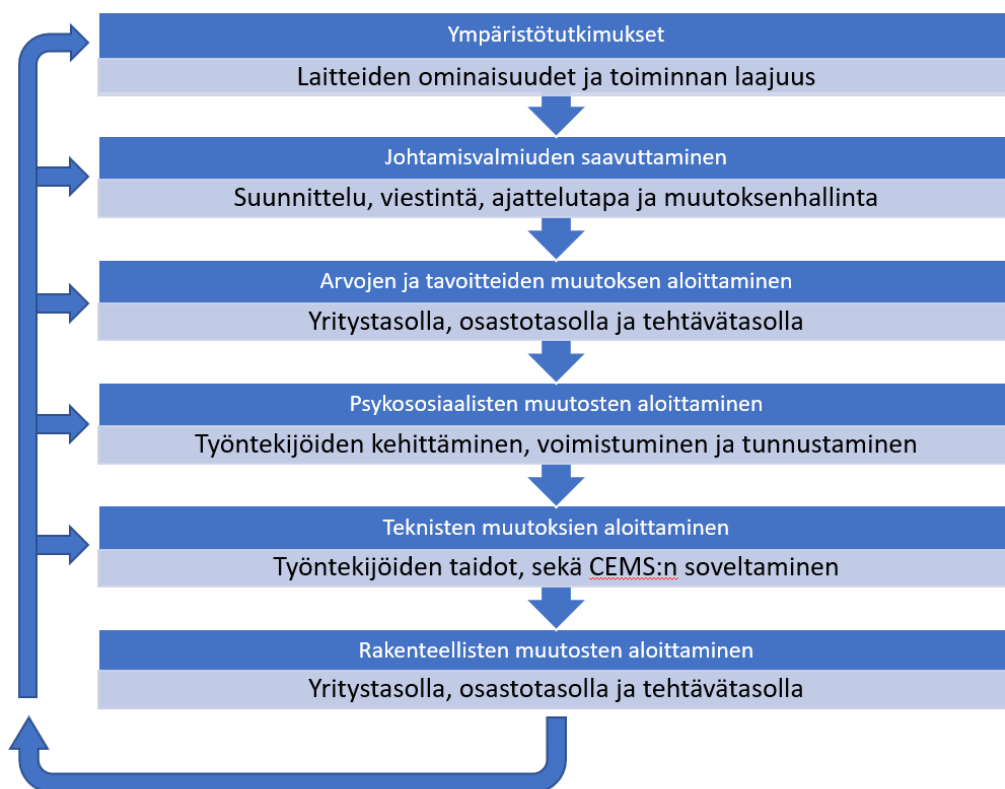 Ympäristötutkimukset
Laitteiden ominaisuudet ja toiminnan laajuus
Johtamisvalmiuden saavuttaminen
Suunnittelu, viestintä, ajattelutapa ja muutoksenhallinta
Arvojen ja tavoitteiden muutoksen aloittaminen
Yritystasolla, osastotasolla ja tehtävätasolla
Psykososiaalisten muutosten aloittaminen
Työntekijöiden kehittäminen, voimistuminen ja tunnustaminen
Teknisten muutoksien aloittaminen
Työntekijöiden taidot, sekä CEMS:n soveltaminen
Rakenteellisten muutosten aloittaminen
Yritystasolla, osastotasolla ja tehtävätasolla